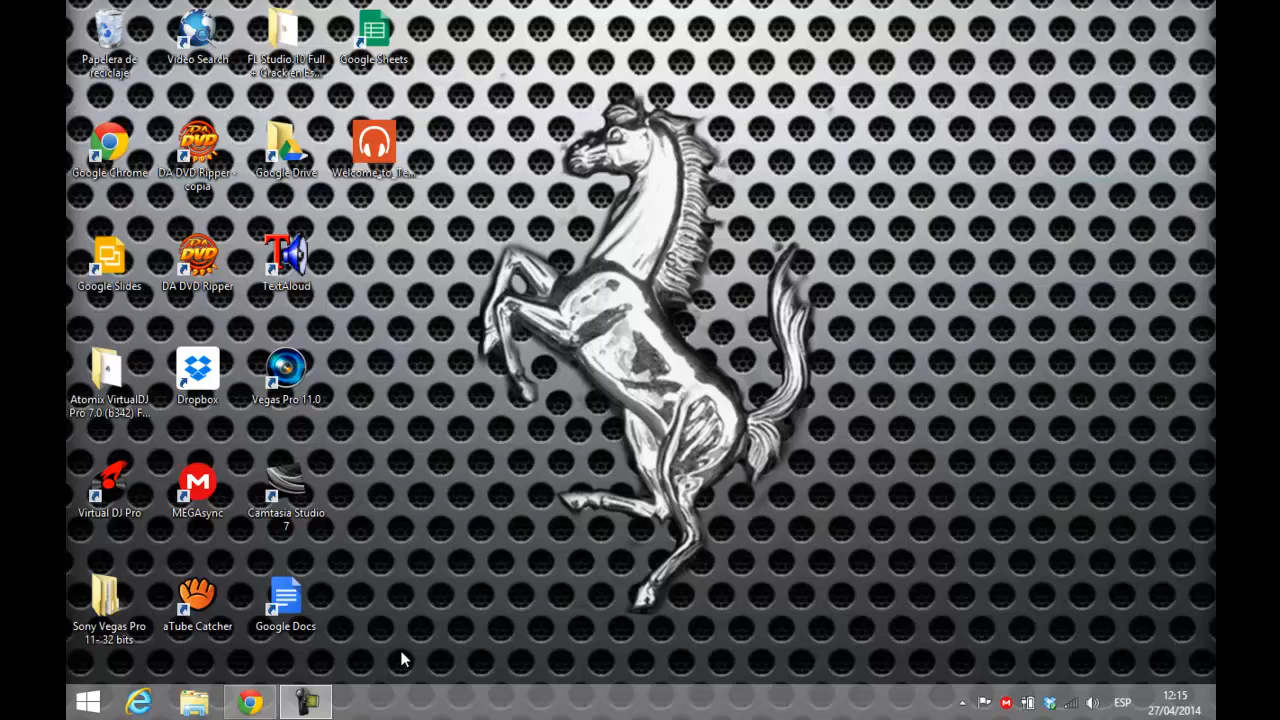 Papelera de
reciclaje
Video Search
FL Studio.10 Full
+ Crack en Es...
Google Sheets
Google Chrome
DA DVD Ripper -
copia
Google Drive
Welcome_to_Te...
Google Slides
DA DVD Ripper
TextAloud
Atomix VirtualDJ
Pro 7.0 (b342) F...
Dropbox
Vegas Pro 11.0
Virtual DJ Pro
MEGAsync
Camtasia Studio
7
Sony Vegas Pro
11- 32 bits
aTube Catcher
Google Docs
ESP
12:15
27/04/2014